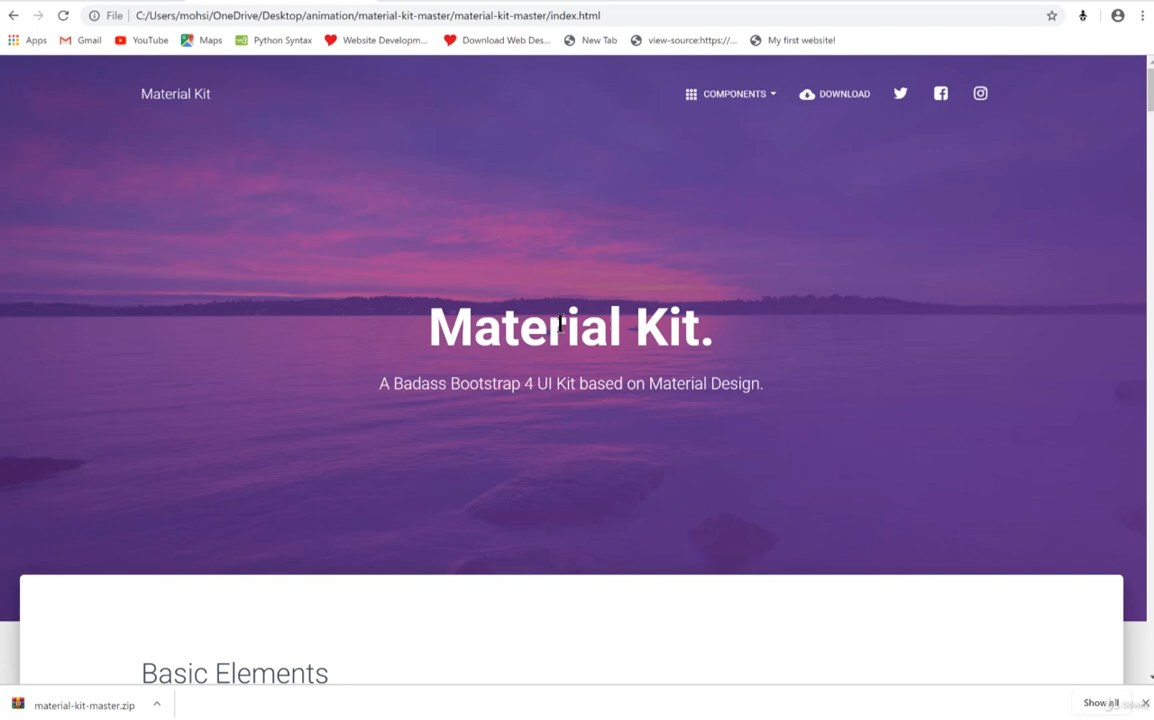 File C:/Users/mohsi/OneDrive/Desktop/animation/material-kit-master/material-kit-master/index.html
Apps Gmail YouTube Maps Python Syntax Website Developm... Download Web Des... New Tab view-source:https://... My first website!
Material Kit COMPONENTS DOWNLOAD
Material Kit.
A Badass Bootstrap 4 UI Kit based on Material Design.
Basic Elements
material-kit-master.zip Show all